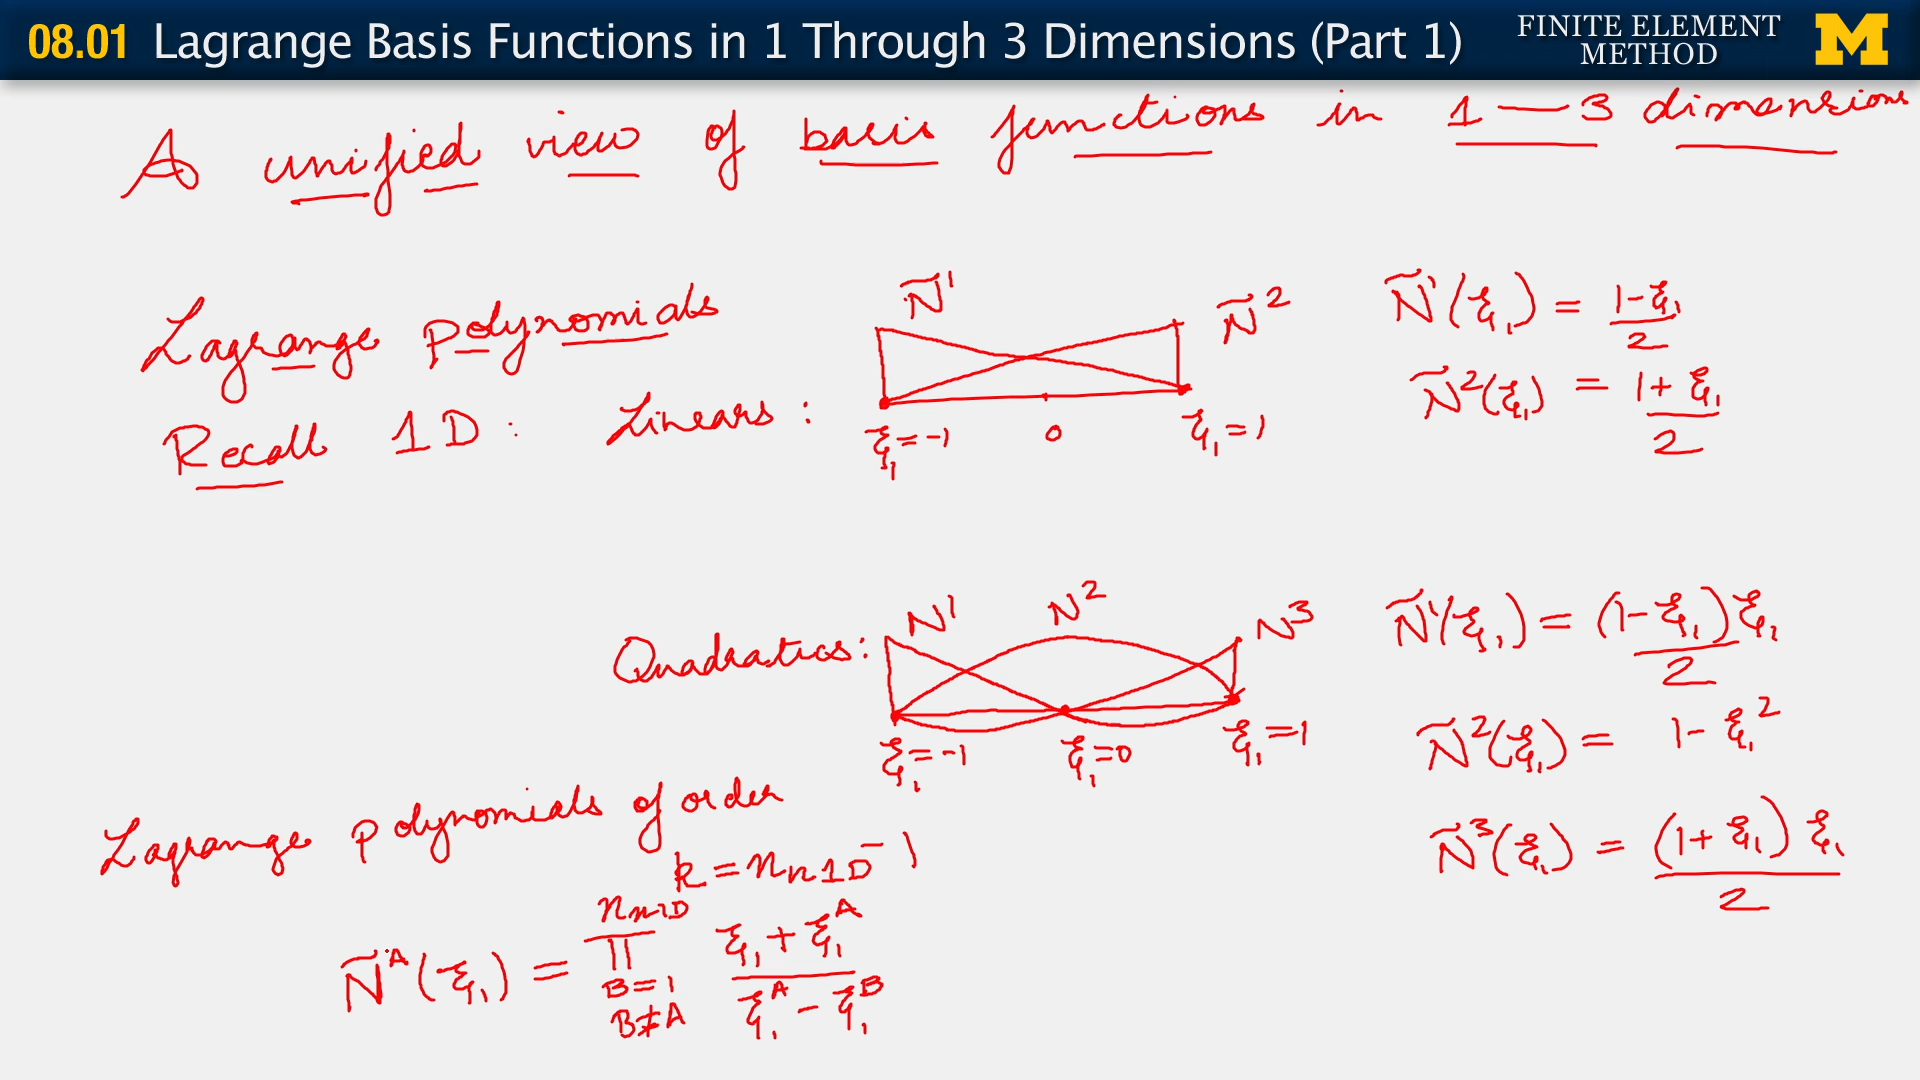 08.01 Lagrange Basis Functions in 1 Through 3 Dimensions (Part 1)
FINITE ELEMENT
METHOD
M
A unified view of basis functions in 1 — 3 dimensions
Lagrange polynomials
Recall 1D : Linears :
Ñ¹
Ñ²
ξ₁ = -1
0
ξ₁ = 1
Ñ¹(ξ₁) = (1-ξ₁)/2
Ñ²(ξ₁) = (1+ξ₁)/2
Quadratics :
N¹
N²
N³
ξ₁ = -1
ξ₁=0
ξ₁=1
Ñ¹(ξ₁) = (1-ξ₁)ξ₁/2
Ñ²(ξ₁) = 1-ξ₁²
Ñ³(ξ₁) = (1+ξ₁)ξ₁/2
Lagrange polynomials of order
k = n_{n1D} - 1
Ñ^A(ξ₁) = ∏_{B=1, B≠A}^{n_{n1D}} (ξ₁ + ξ₁^A)/(ξ₁^A - ξ₁^B)